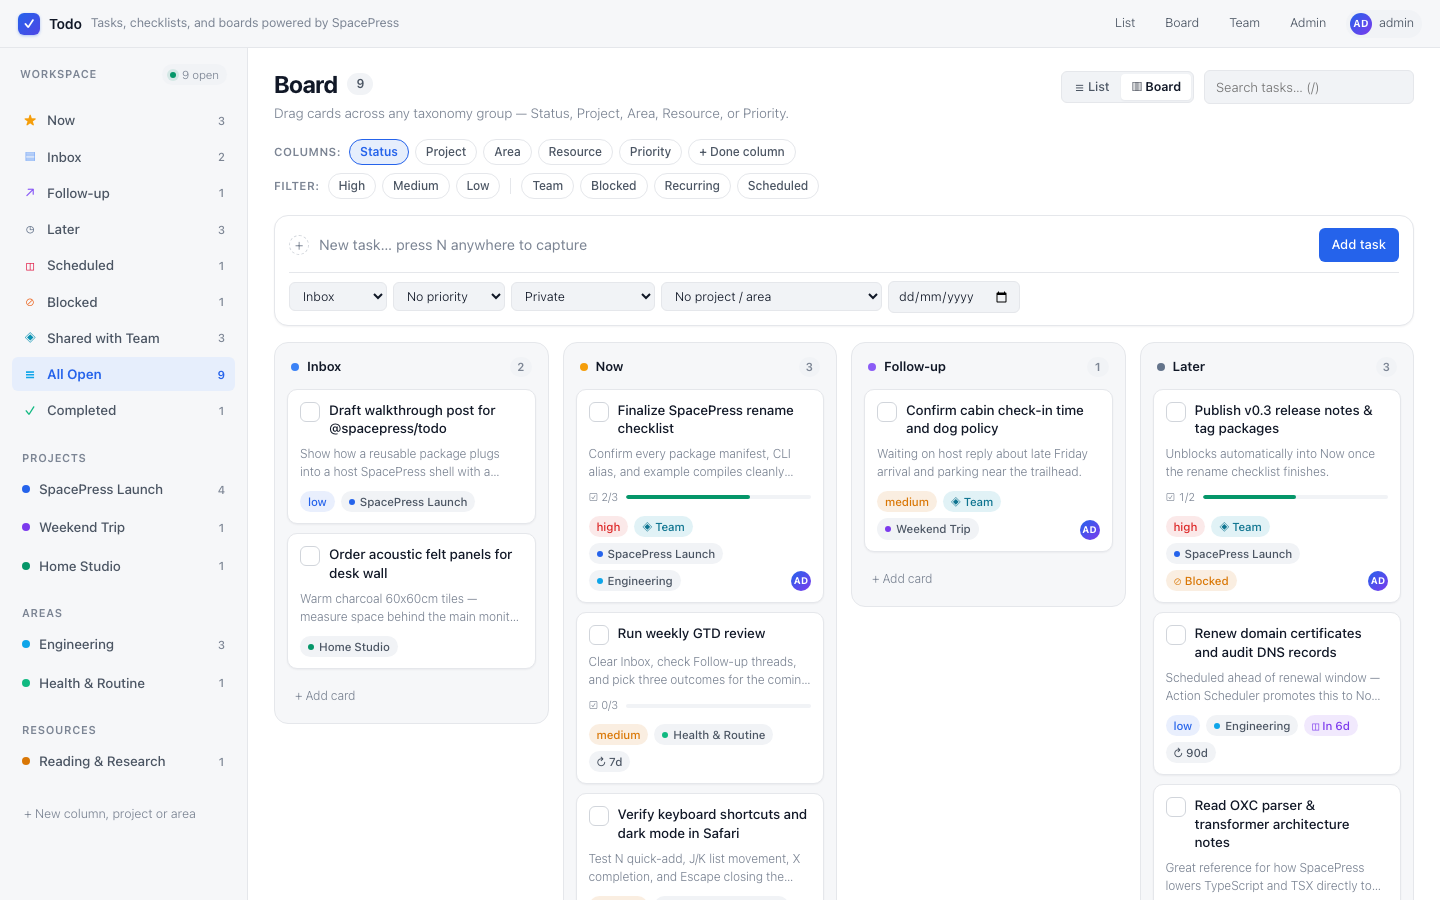 Todo Tasks, checklists, and boards powered by SpacePress
List Board Team Admin AD admin
WORKSPACE 9 open
Now 3
Inbox 2
Follow-up 1
Later 3
Scheduled 1
Blocked 1
Shared with Team 3
All Open 9
Completed 1
PROJECTS
SpacePress Launch 4
Weekend Trip 1
Home Studio 1
AREAS
Engineering 3
Health & Routine 1
RESOURCES
Reading & Research 1
+ New column, project or area
Board 9
List Board Search tasks... (/)
Drag cards across any taxonomy group — Status, Project, Area, Resource, or Priority.
COLUMNS: Status Project Area Resource Priority + Done column
FILTER: High Medium Low Team Blocked Recurring Scheduled
+ New task... press N anywhere to capture Add task
Inbox No priority Private No project / area dd/mm/yyyy
Inbox 2
Draft walkthrough post for
@spacepress/todo
Show how a reusable package plugs
into a host SpacePress shell with a...
low SpacePress Launch
Order acoustic felt panels for
desk wall
Warm charcoal 60x60cm tiles —
measure space behind the main monit...
Home Studio
+ Add card
Now 3
Finalize SpacePress rename
checklist
Confirm every package manifest, CLI
alias, and example compiles cleanly...
2/3
high Team
SpacePress Launch
Engineering AD
Run weekly GTD review
Clear Inbox, check Follow-up threads,
and pick three outcomes for the comin...
0/3
medium Health & Routine
7d
Verify keyboard shortcuts and
dark mode in Safari
Test N quick-add, J/K list movement, X
completion, and Escape closing the...
Follow-up 1
Confirm cabin check-in time
and dog policy
Waiting on host reply about late Friday
arrival and parking near the trailhead.
medium Team
Weekend Trip AD
+ Add card
Later 3
Publish v0.3 release notes &
tag packages
Unblocks automatically into Now once
the rename checklist finishes.
1/2
high Team
SpacePress Launch
Blocked AD
Renew domain certificates
and audit DNS records
Scheduled ahead of renewal window —
Action Scheduler promotes this to No...
low Engineering In 6d
90d
Read OXC parser &
transformer architecture
notes
Great reference for how SpacePress
lowers TypeScript and TSX directly to...